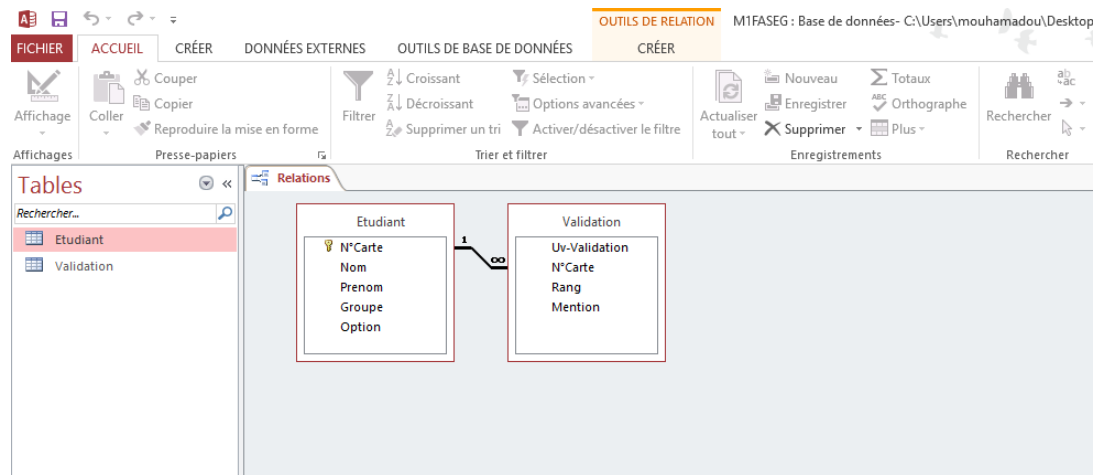 OUTILS DE RELATION M1FASEG : Base de données- C:\Users\mouhamadou\Desktop
FICHIER ACCUEIL CRÉER DONNÉES EXTERNES OUTILS DE BASE DE DONNÉES CRÉER
Affichage
Coller
Couper
Copier
Reproduire la mise en forme
Filtrer
Croissant
Décroissant
Supprimer un tri
Sélection
Options avancées
Activer/désactiver le filtre
Actualiser
tout
Nouveau
Enregistrer
Supprimer
Totaux
Orthographe
Plus
Rechercher
Affichages Presse-papiers Trier et filtrer Enregistrements Rechercher
Tables
Rechercher...
Etudiant
Validation
Relations
Etudiant
N°Carte
Nom
Prenom
Groupe
Option
1
∞
Validation
Uv-Validation
N°Carte
Rang
Mention